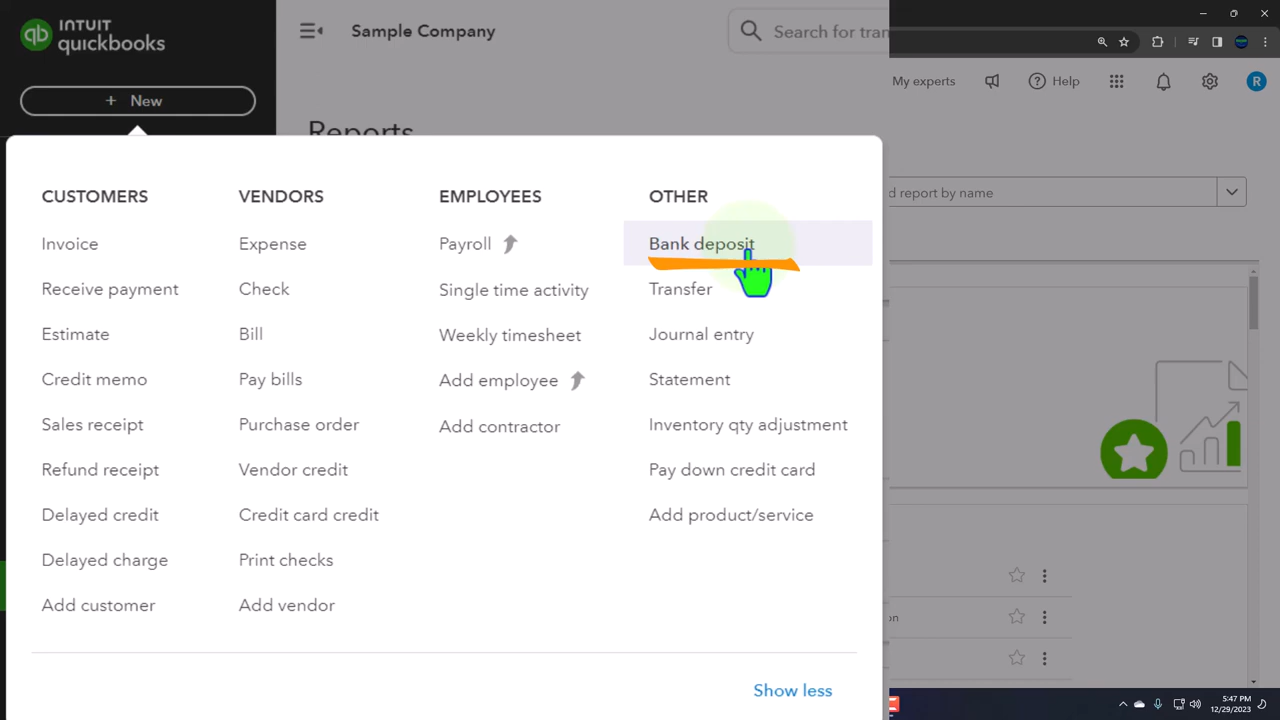 INTUIT
quickbooks
Sample Company
Search for tran
New
My experts
Help
R
Reports
d report by name
CUSTOMERS
Invoice
Receive payment
Estimate
Credit memo
Sales receipt
Refund receipt
Delayed credit
Delayed charge
Add customer
VENDORS
Expense
Check
Bill
Pay bills
Purchase order
Vendor credit
Credit card credit
Print checks
Add vendor
EMPLOYEES
Payroll
Single time activity
Weekly timesheet
Add employee
Add contractor
OTHER
Bank deposit
Transfer
Journal entry
Statement
Inventory qty adjustment
Pay down credit card
Add product/service
Show less
on
5:47 PM
12/29/2023